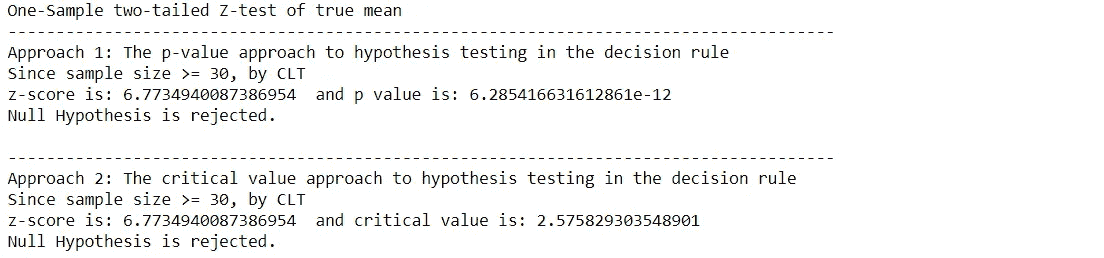 One-Sample two-tailed Z-test of true mean
--------------------------------------------------------------------------------------
Approach 1: The p-value approach to hypothesis testing in the decision rule
Since sample size >= 30, by CLT
z-score is: 6.7734940087386954  and p value is: 6.285416631612861e-12
Null Hypothesis is rejected.
--------------------------------------------------------------------------------------
Approach 2: The critical value approach to hypothesis testing in the decision rule
Since sample size >= 30, by CLT
z-score is: 6.7734940087386954  and critical value is: 2.575829303548901
Null Hypothesis is rejected.